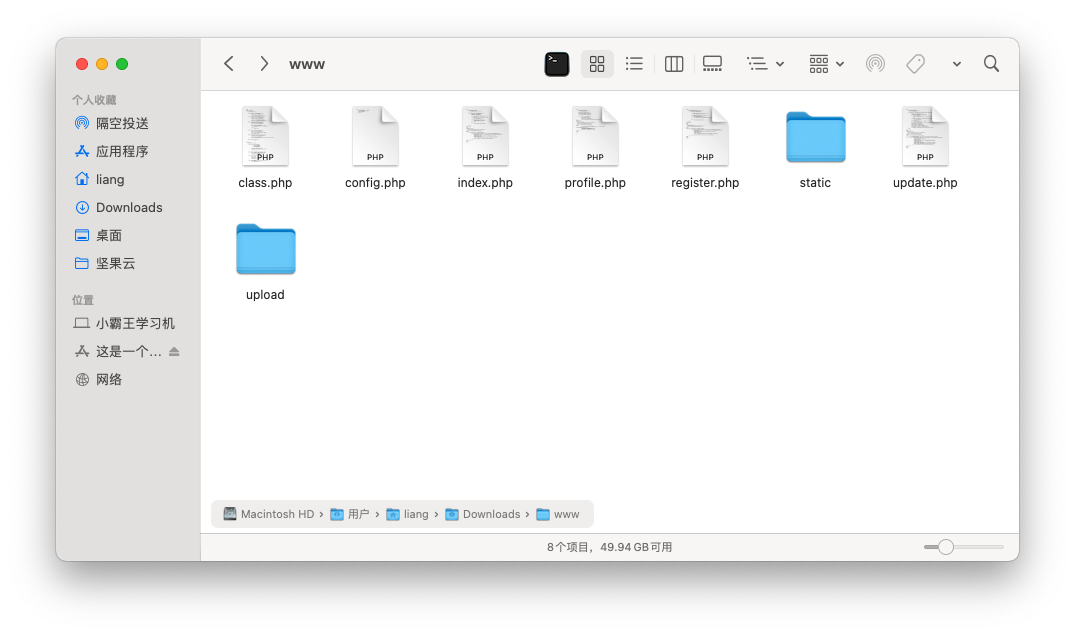 www
个人收藏
隔空投送
应用程序
liang
Downloads
桌面
坚果云
位置
小霸王学习机
这是一个…
网络
PHP
class.php
PHP
config.php
PHP
index.php
PHP
profile.php
PHP
register.php
static
PHP
update.php
upload
Macintosh HD › 用户 › liang › Downloads › www
8个项目，49.94 GB可用